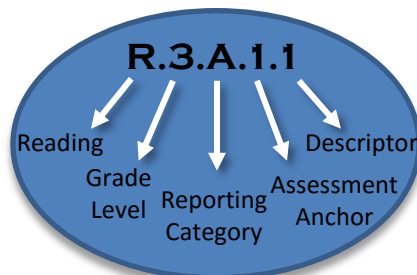 R.3.A.1.1
Reading
Grade
Level
Reporting
Category
Assessment
Anchor
Descriptor